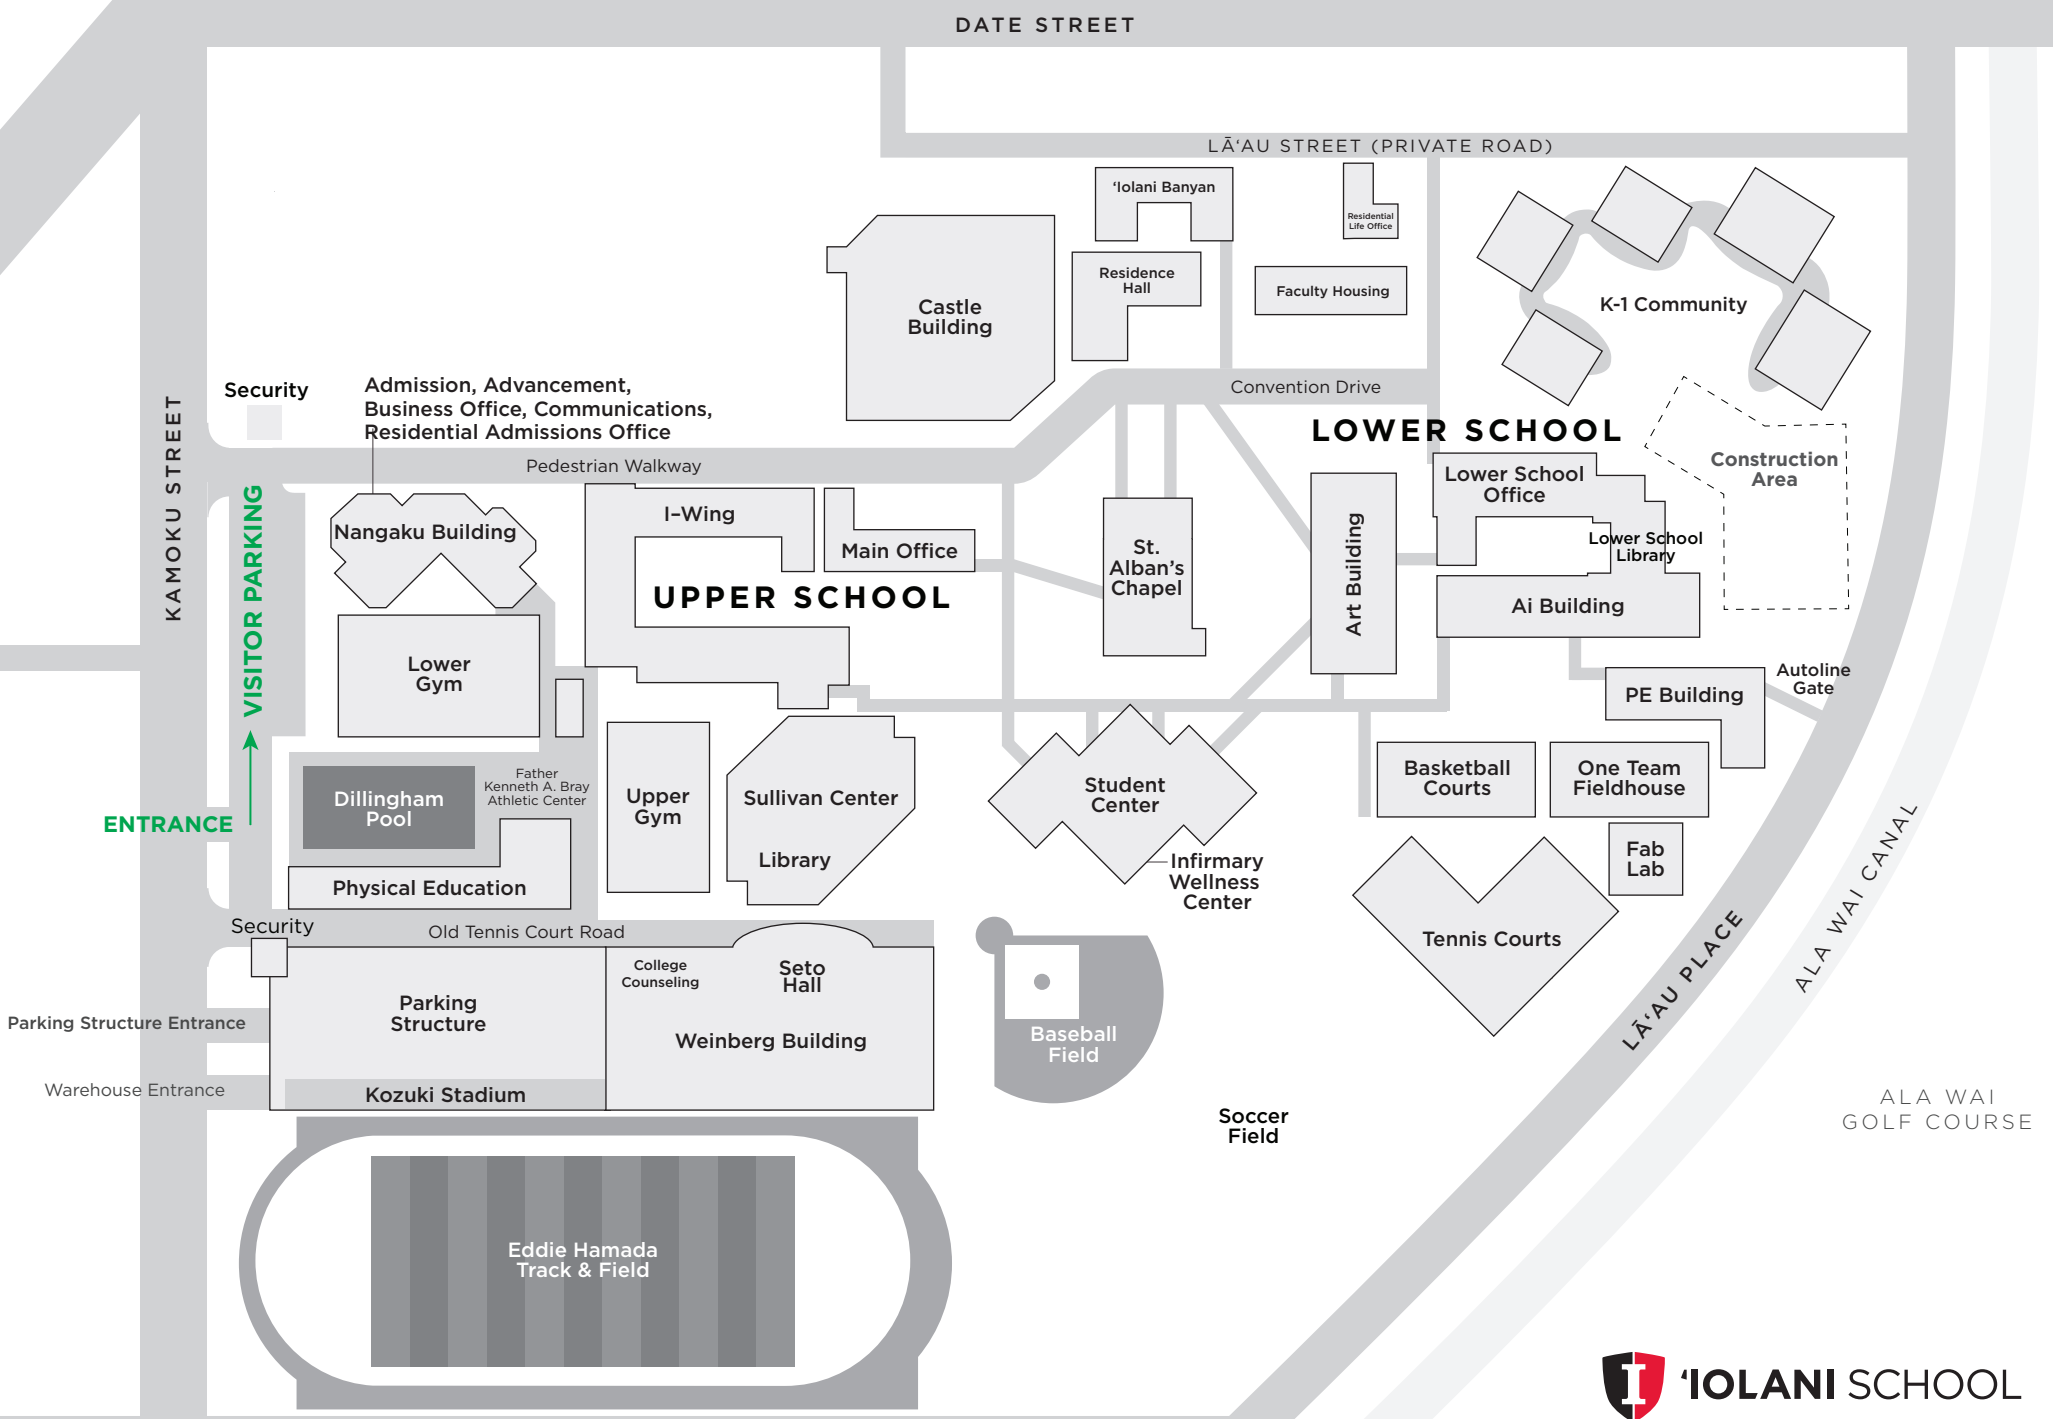 DATE STREET
LĀ‘AU STREET (PRIVATE ROAD)
‘Iolani Banyan
Residential
Life Office
Residence
Hall
Faculty Housing
K-1 Community
Castle
Building
Security
Admission, Advancement,
Business Office, Communications,
Residential Admissions Office
Convention Drive
KAMOKU STREET
LOWER SCHOOL
Pedestrian Walkway
Construction
Area
Lower School
Office
VISITOR PARKING
Nangaku Building
I–Wing
Main Office
St.
Alban’s
Chapel
Art Building
Lower School
Library
UPPER SCHOOL
Ai Building
Lower
Gym
Autoline
Gate
PE Building
Father
Kenneth A. Bray
Athletic Center
Dillingham
Pool
Upper
Gym
Sullivan Center
Library
Student
Center
Basketball
Courts
One Team
Fieldhouse
ENTRANCE
Fab
Lab
Infirmary
Wellness
Center
Physical Education
ALA WAI CANAL
Security
Old Tennis Court Road
Tennis Courts
LĀ‘AU PLACE
College
Counseling
Seto
Hall
Parking
Structure
Parking Structure Entrance
Weinberg Building
Baseball
Field
Warehouse Entrance
Kozuki Stadium
Soccer
Field
ALA WAI
GOLF COURSE
Eddie Hamada
Track & Field
I
‘IOLANI SCHOOL